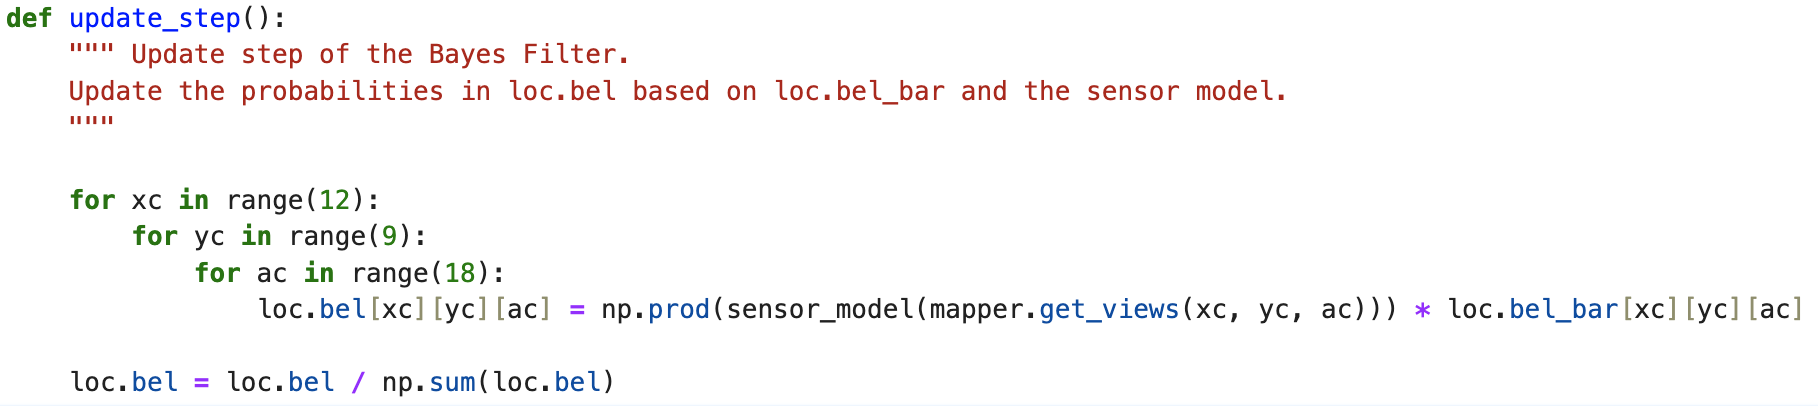 def update_step():
    """ Update step of the Bayes Filter.
    Update the probabilities in loc.bel based on loc.bel_bar and the sensor model.
    """
    for xc in range(12):
        for yc in range(9):
            for ac in range(18):
                loc.bel[xc][yc][ac] = np.prod(sensor_model(mapper.get_views(xc, yc, ac))) * loc.bel_bar[xc][yc][ac]
    loc.bel = loc.bel / np.sum(loc.bel)